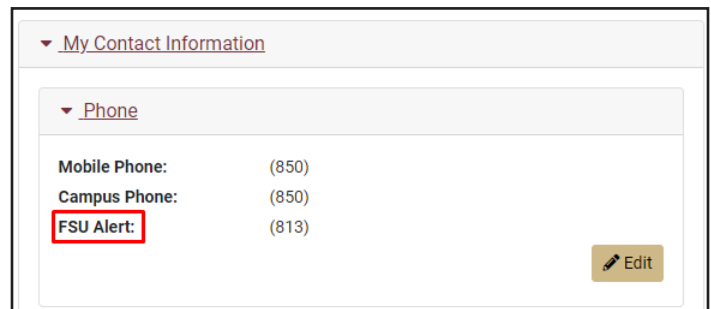 My Contact Information
Phone
Mobile Phone: (850)
Campus Phone: (850)
FSU Alert: (813)
Edit